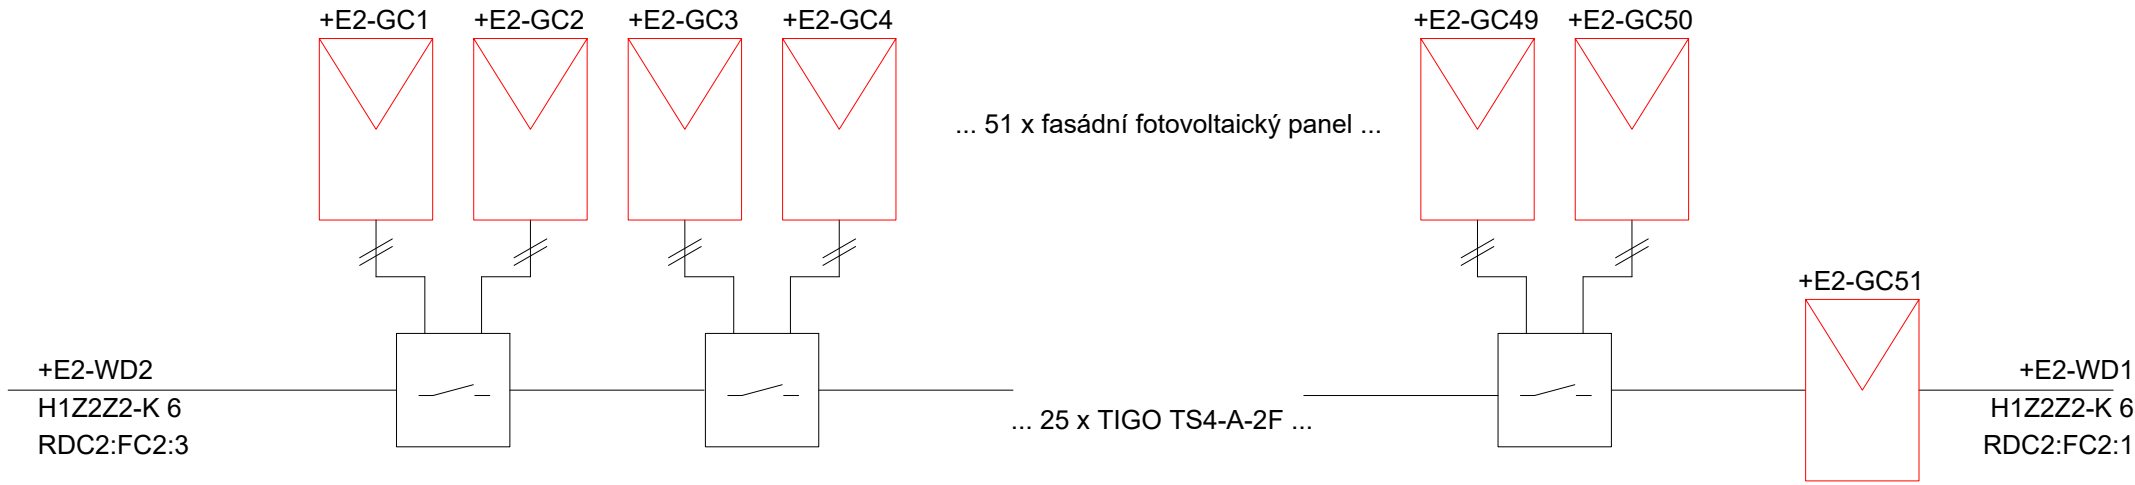 +E2-GC1
+E2-GC2
+E2-GC3
+E2-GC4
+E2-GC49
+E2-GC50
... 51 x fasádní fotovoltaický panel ...
+E2-GC51
+E2-WD2
H1Z2Z2-K 6
RDC2:FC2:3
... 25 x TIGO TS4-A-2F ...
+E2-WD1
H1Z2Z2-K 6
RDC2:FC2:1